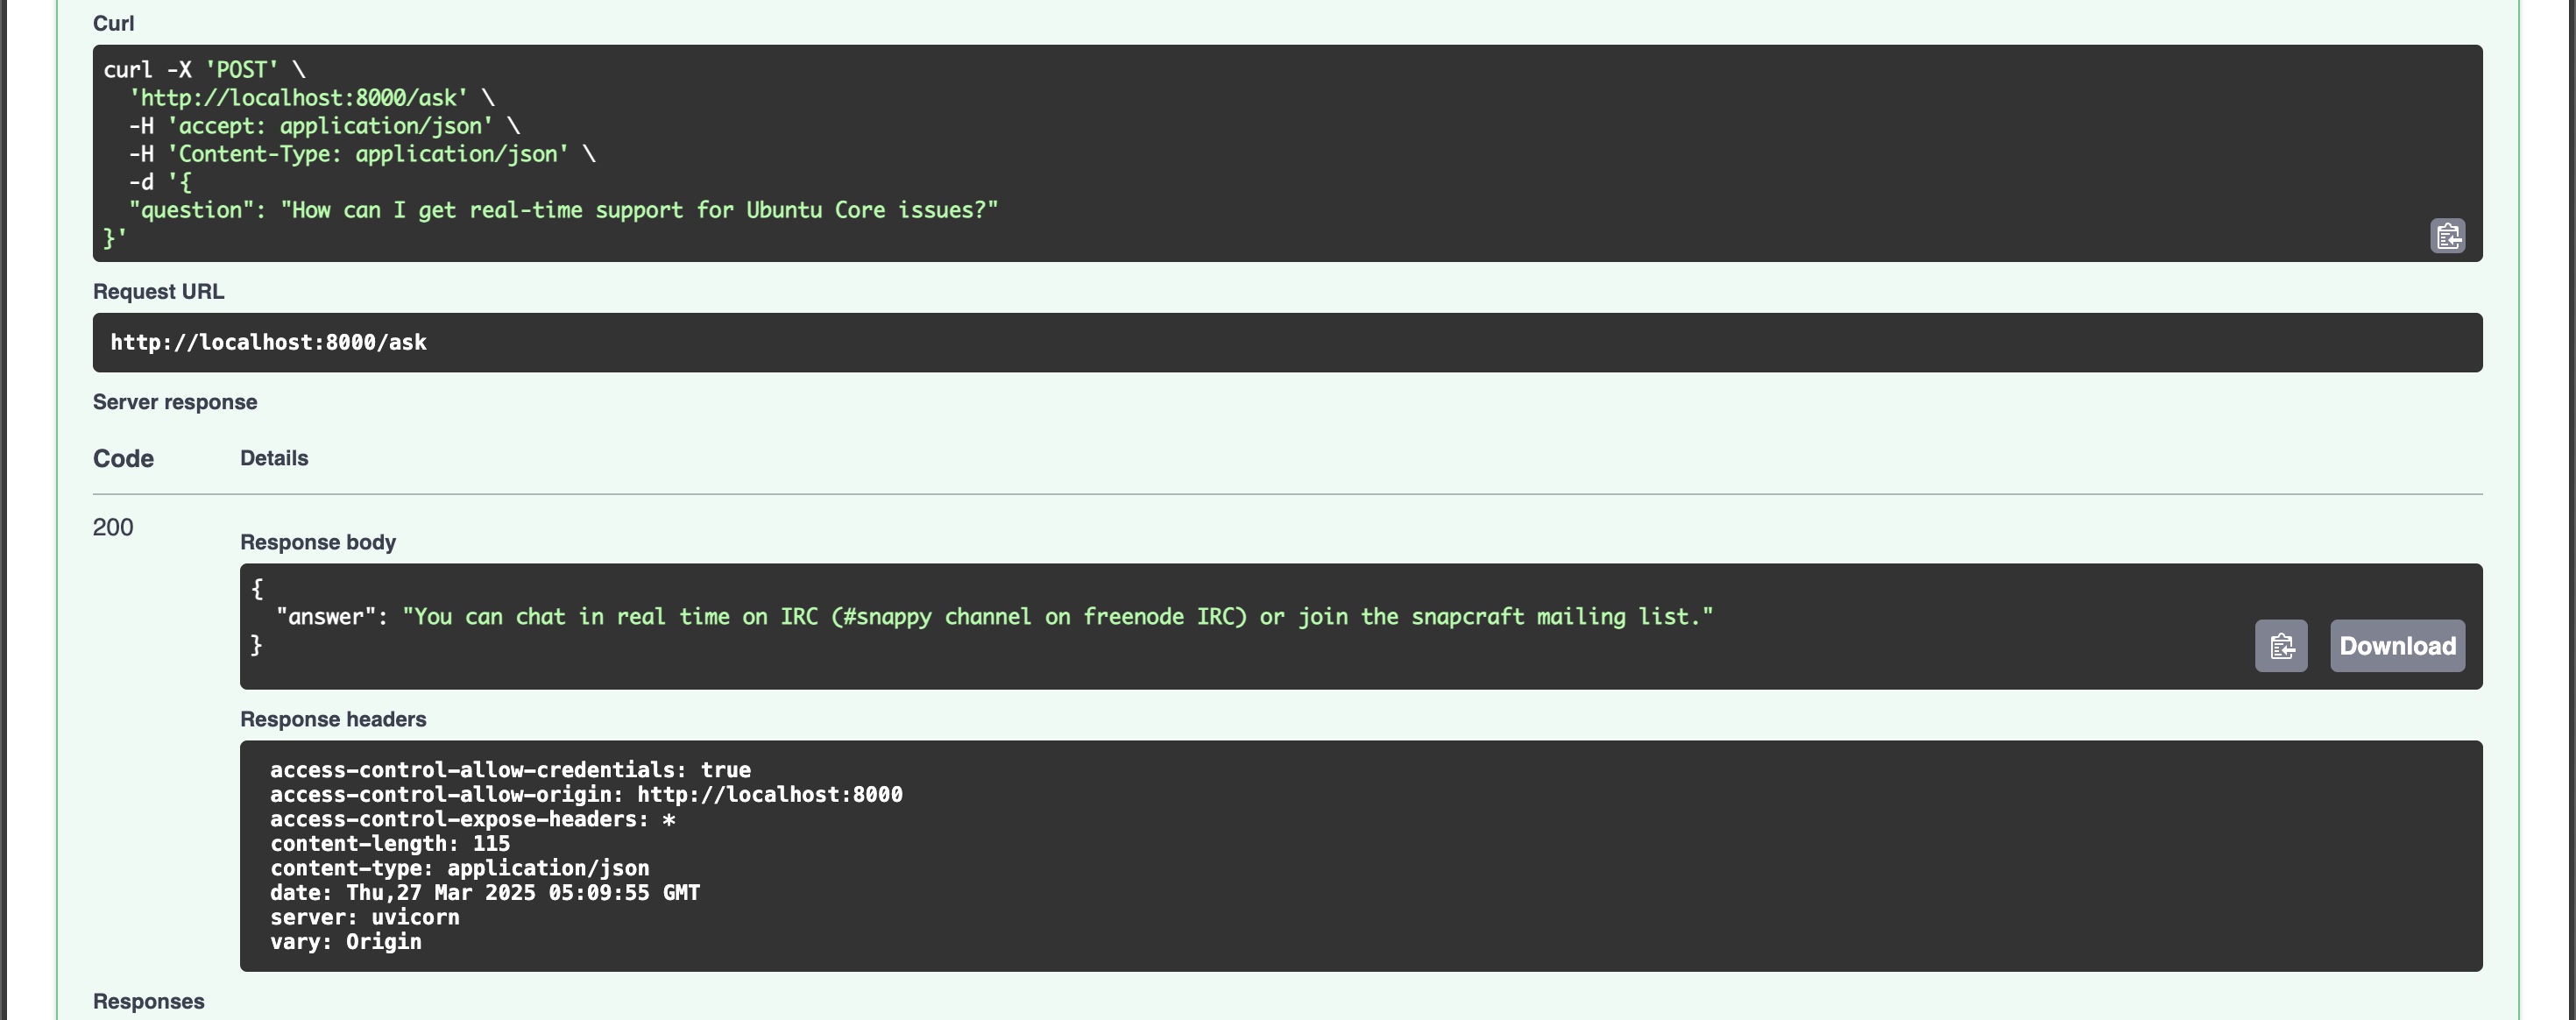 Curl
curl -X 'POST' \
  'http://localhost:8000/ask' \
  -H 'accept: application/json' \
  -H 'Content-Type: application/json' \
  -d '{
  "question": "How can I get real-time support for Ubuntu Core issues?"
}'
Request URL
http://localhost:8000/ask
Server response
Code Details
200
Response body
{
  "answer": "You can chat in real time on IRC (#snappy channel on freenode IRC) or join the snapcraft mailing list."
}
Download
Response headers
access-control-allow-credentials: true
access-control-allow-origin: http://localhost:8000
access-control-expose-headers: *
content-length: 115
content-type: application/json
date: Thu,27 Mar 2025 05:09:55 GMT
server: uvicorn
vary: Origin
Responses